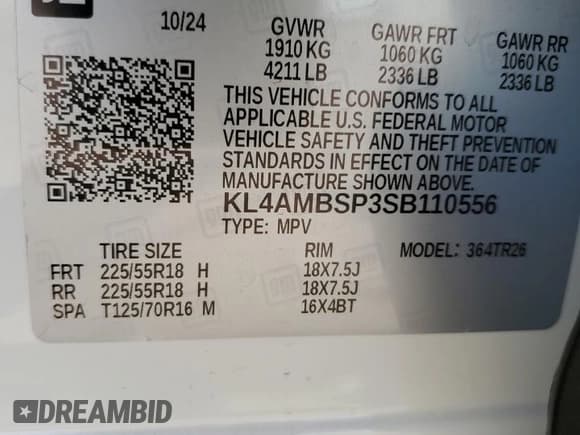 10/24 GVWR GAWR FRT GAWR RR
1910 KG 1060 KG 1060 KG
4211 LB 2336 LB 2336 LB
THIS VEHICLE CONFORMS TO ALL
APPLICABLE U.S. FEDERAL MOTOR
VEHICLE SAFETY AND THEFT PREVENTION
STANDARDS IN EFFECT ON THE DATE OF
MANUFACTURE SHOWN ABOVE.
KL4AMBSP3SB110556
TYPE: MPV
TIRE SIZE RIM MODEL: 364TR26
FRT 225/55R18 H 18X7.5J
RR 225/55R18 H 18X7.5J
SPA T125/70R16 M 16X4BT
DREAMBID